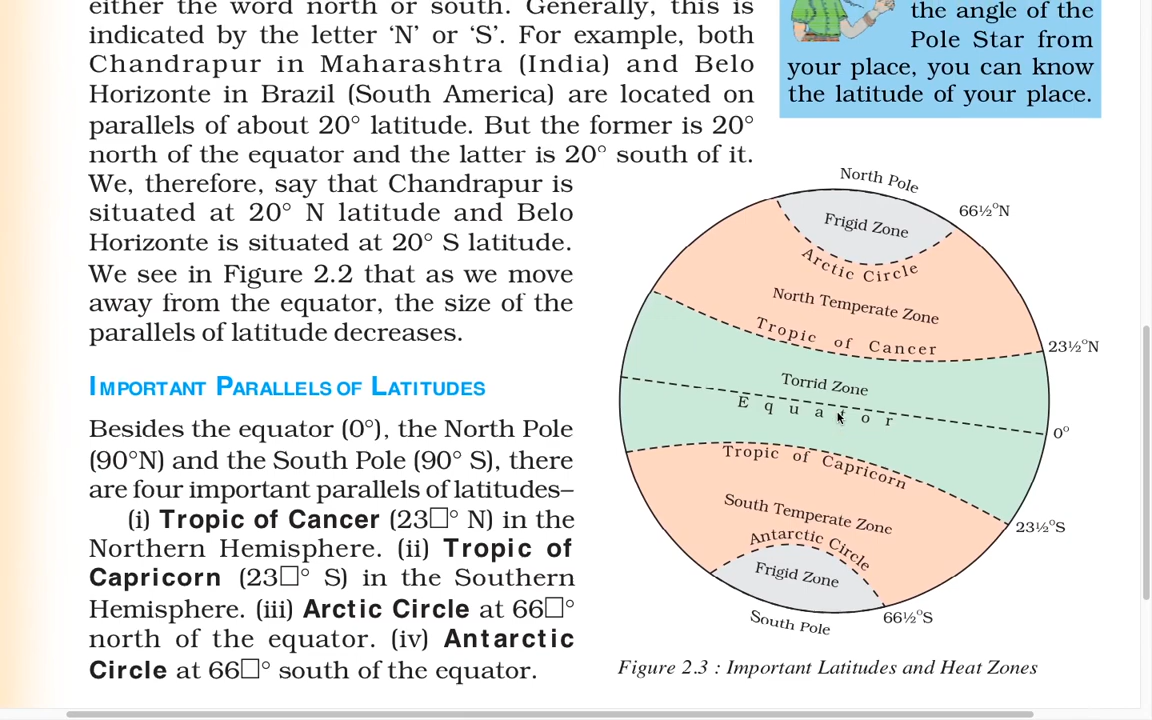 either the word north or south. Generally, this is
indicated by the letter ‘N’ or ‘S’. For example, both
Chandrapur in Maharashtra (India) and Belo
Horizonte in Brazil (South America) are located on
parallels of about 20° latitude. But the former is 20°
north of the equator and the latter is 20° south of it.
We, therefore, say that Chandrapur is
situated at 20° N latitude and Belo
Horizonte is situated at 20° S latitude.
We see in Figure 2.2 that as we move
away from the equator, the size of the
parallels of latitude decreases.
IMPORTANT PARALLELS OF LATITUDES
Besides the equator (0°), the North Pole
(90°N) and the South Pole (90° S), there
are four important parallels of latitudes–
(i) Tropic of Cancer (23□° N) in the
Northern Hemisphere. (ii) Tropic of
Capricorn (23□° S) in the Southern
Hemisphere. (iii) Arctic Circle at 66□°
north of the equator. (iv) Antarctic
Circle at 66□° south of the equator.
the angle of the
Pole Star from
your place, you can know
the latitude of your place.
North Pole
66½°N
Frigid Zone
Arctic Circle
North Temperate Zone
Tropic of Cancer
23½°N
Torrid Zone
Equator
0°
Tropic of Capricorn
South Temperate Zone
23½°S
Antarctic Circle
Frigid Zone
66½°S
South Pole
Figure 2.3 : Important Latitudes and Heat Zones